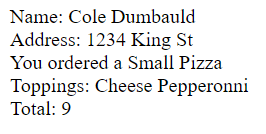 Name: Cole Dumbauld
Address: 1234 King St
You ordered a Small Pizza
Toppings: Cheese Pepperonni
Total: 9